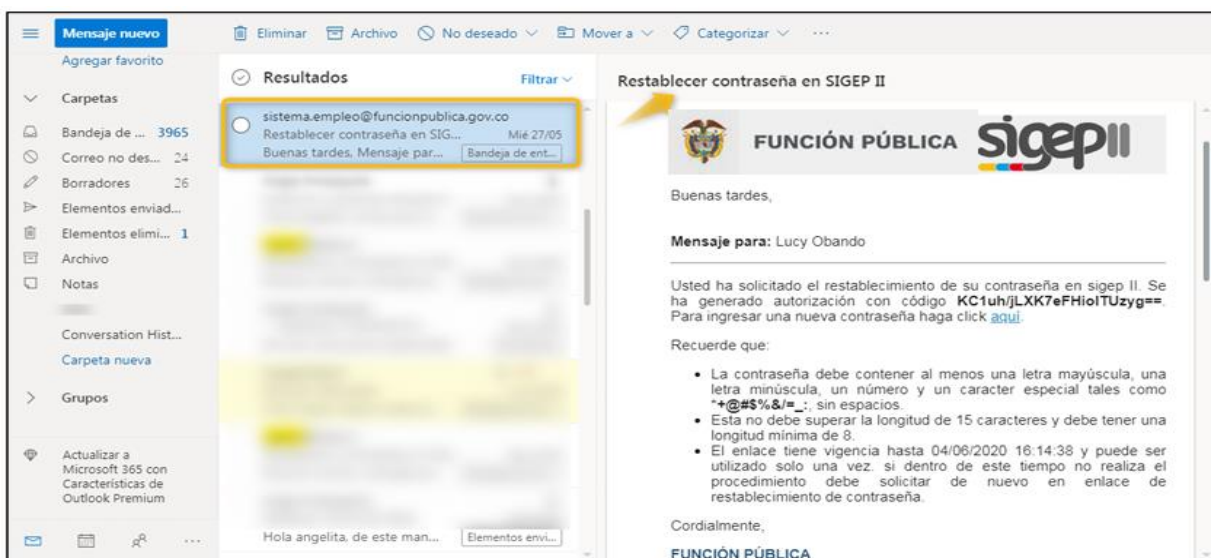 Mensaje nuevo
Eliminar Archivo No deseado Mover a Categorizar ...
Agregar favorito
Carpetas
Bandeja de ... 3965
Correo no des... 24
Borradores 26
Elementos enviad...
Elementos elimi... 1
Archivo
Notas
Conversation Hist...
Carpeta nueva
Grupos
Actualizar a
Microsoft 365 con
Características de
Outlook Premium
Resultados Filtrar
sistema.empleo@funcionpublica.gov.co
Restablecer contraseña en SIG... Mié 27/05
Buenas tardes, Mensaje par... Bandeja de ent...
Hola angelita, de este man... Elementos envi...
Restablecer contraseña en SIGEP II
FUNCIÓN PÚBLICA sigepII
Buenas tardes,
Mensaje para: Lucy Obando
Usted ha solicitado el restablecimiento de su contraseña en sigep II. Se
ha generado autorización con código KC1uh/jLXK7eFHiolTUzyg==.
Para ingresar una nueva contraseña haga click aquí.
Recuerde que:
• La contraseña debe contener al menos una letra mayúscula, una
letra minúscula, un número y un caracter especial tales como
*+@#$%&/=_:, sin espacios.
• Esta no debe superar la longitud de 15 caracteres y debe tener una
longitud mínima de 8.
• El enlace tiene vigencia hasta 04/06/2020 16:14:38 y puede ser
utilizado solo una vez. si dentro de este tiempo no realiza el
procedimiento debe solicitar de nuevo en enlace de
restablecimiento de contraseña.
Cordialmente,
FUNCIÓN PÚBLICA